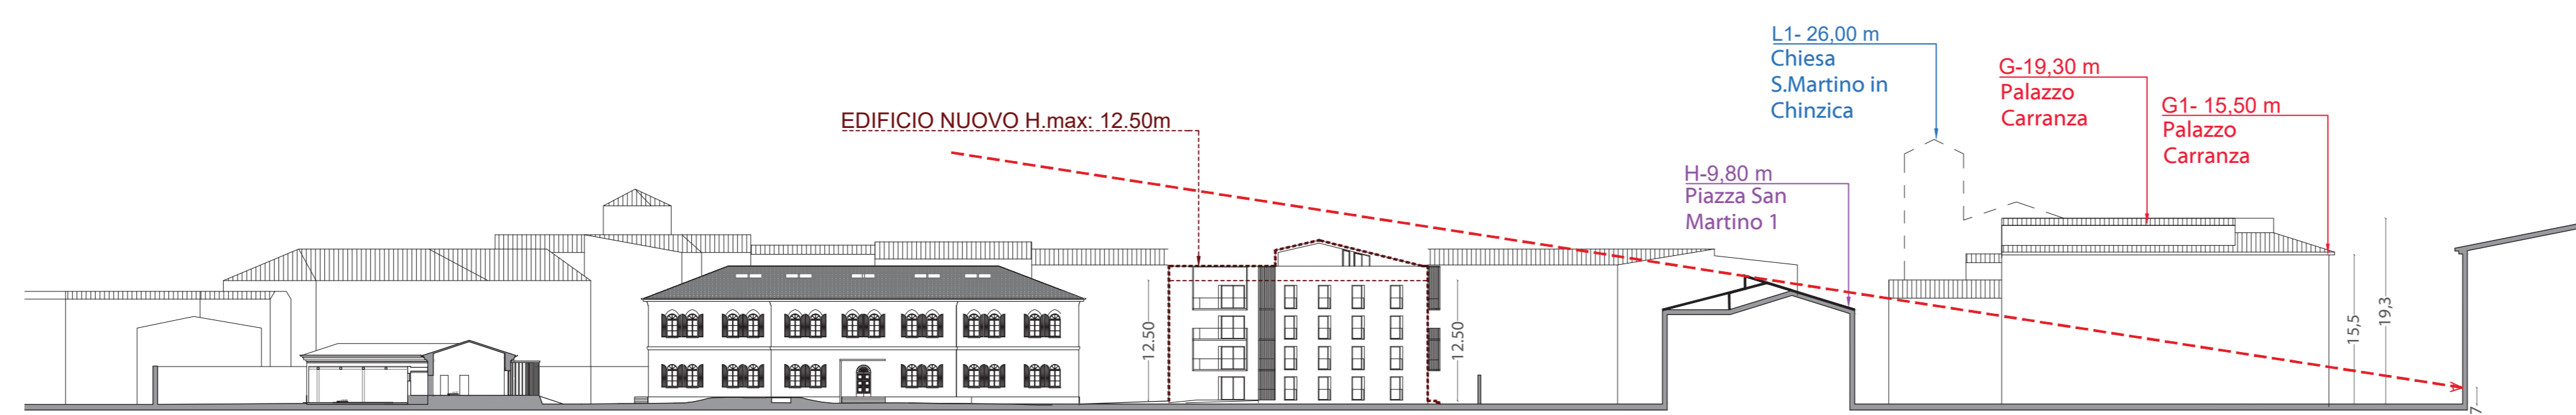 L1- 26,00 m
Chiesa
S.Martino in
Chinzica
G-19,30 m
Palazzo
Carranza
G1- 15,50 m
Palazzo
Carranza
EDIFICIO NUOVO H.max: 12.50m
H-9,80 m
Piazza San
Martino 1
12.50
12.50
15,5
19,3
7